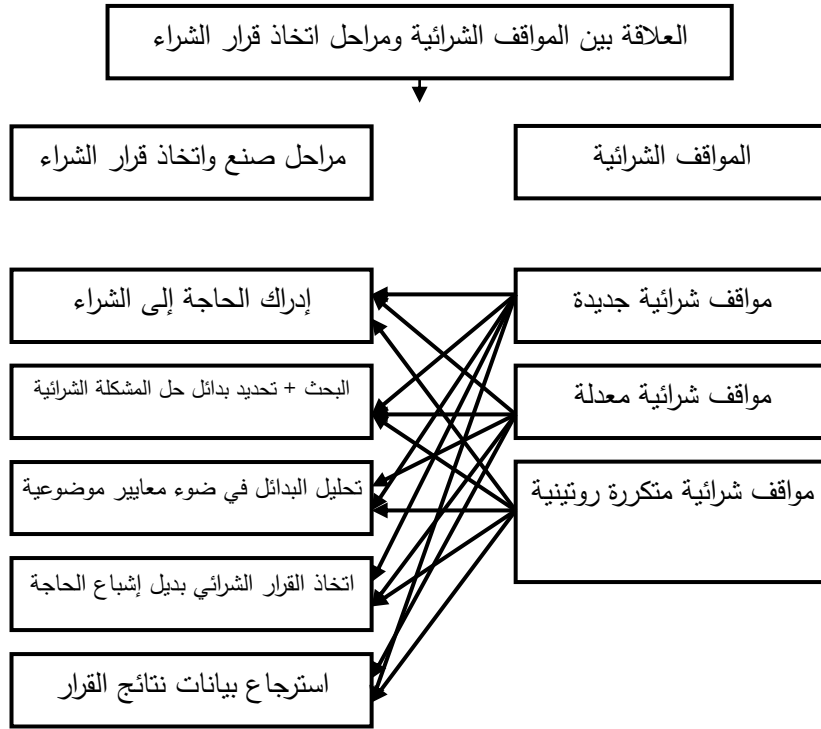 العلاقة بين المواقف الشرائية ومراحل اتخاذ قرار الشراء
المواقف الشرائية
مراحل صنع واتخاذ قرار الشراء
مواقف شرائية جديدة
إدراك الحاجة إلى الشراء
مواقف شرائية معدلة
البحث + تحديد بدائل حل المشكلة الشرائية
مواقف شرائية متكررة روتينية
تحليل البدائل في ضوء معايير موضوعية
اتخاذ القرار الشرائي بديل إشباع الحاجة
استرجاع بيانات نتائج القرار